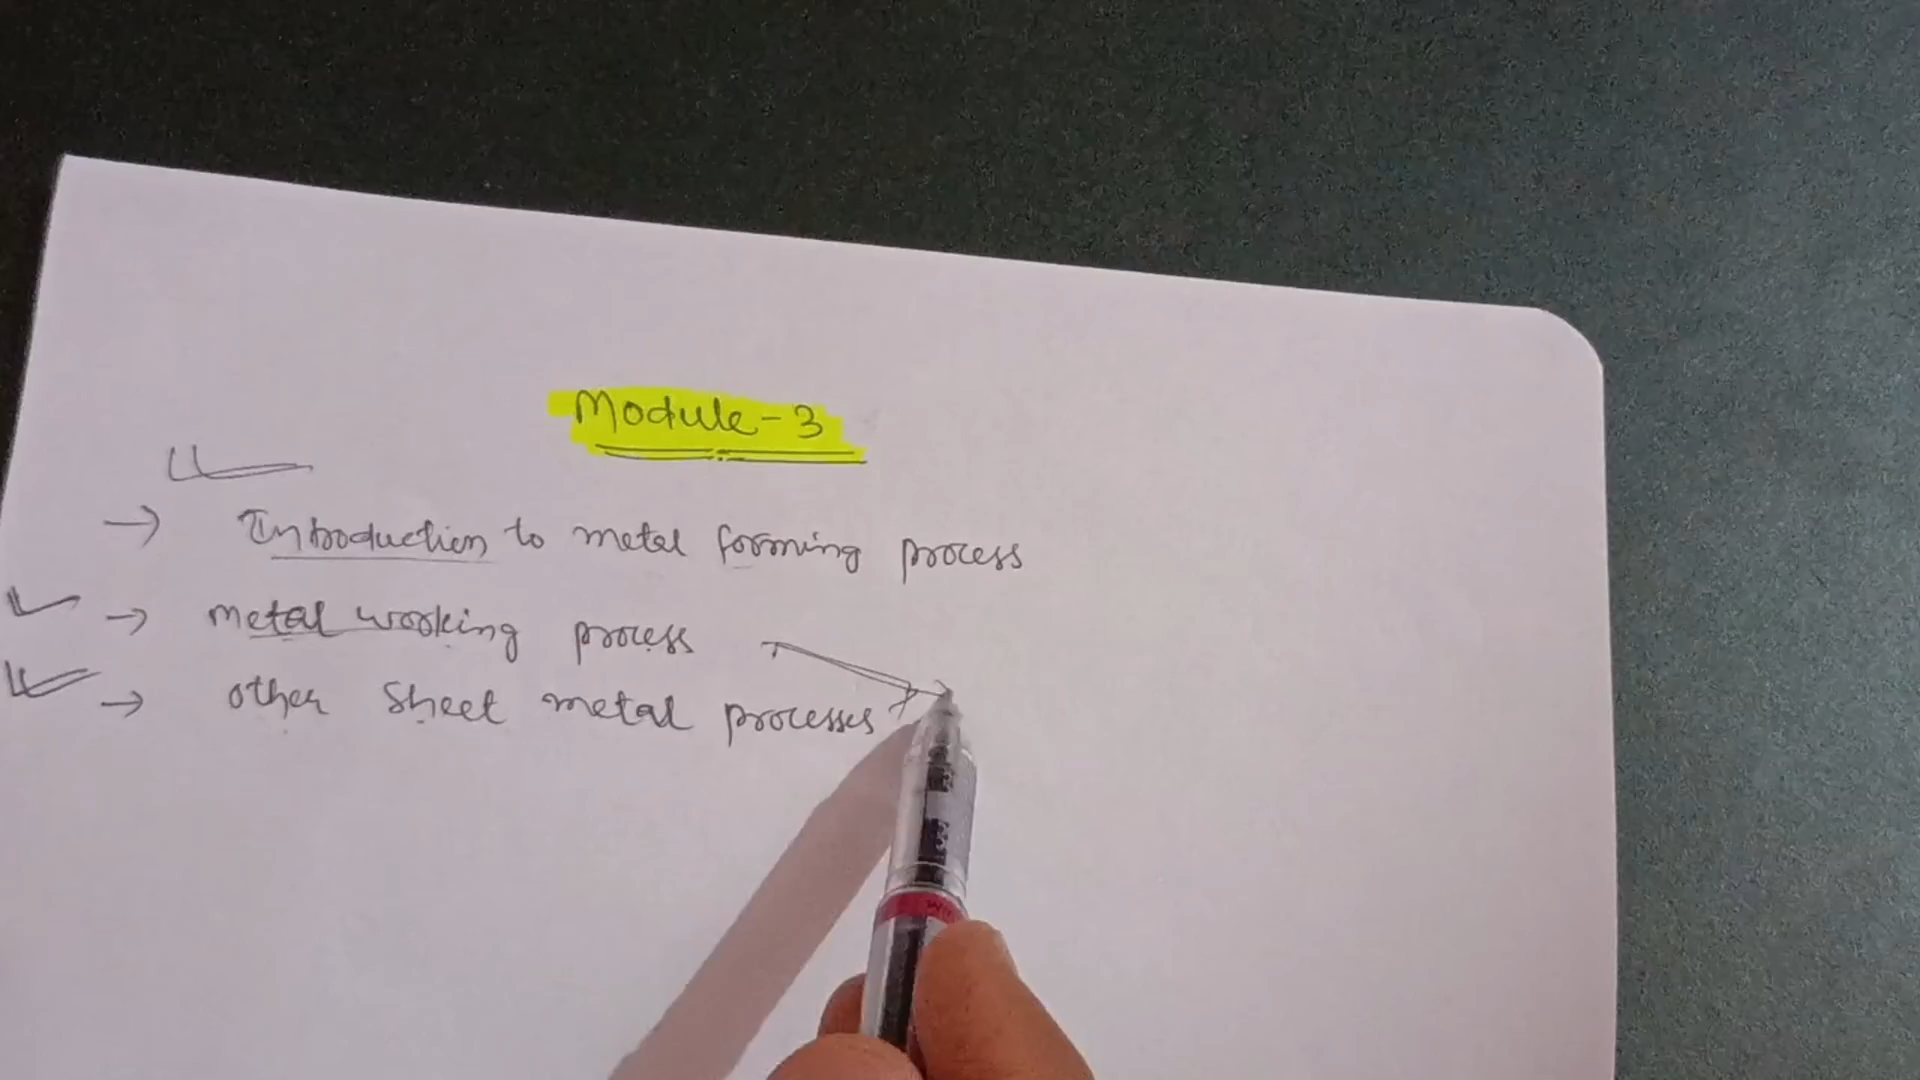 Module-3
→ Introduction to metal forming process
→ metal working process
→ other sheet metal processes